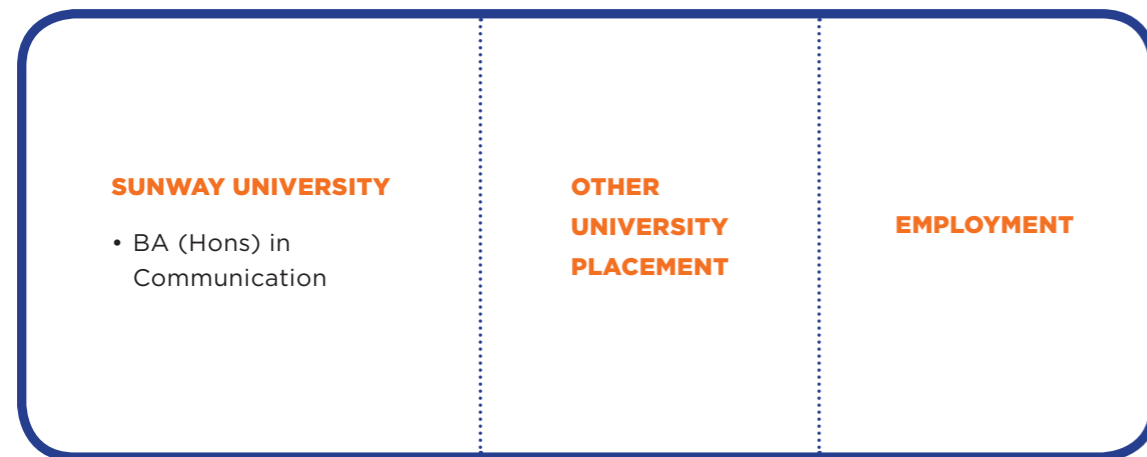 SUNWAY UNIVERSITY
• BA (Hons) in
Communication
OTHER
UNIVERSITY
PLACEMENT
EMPLOYMENT